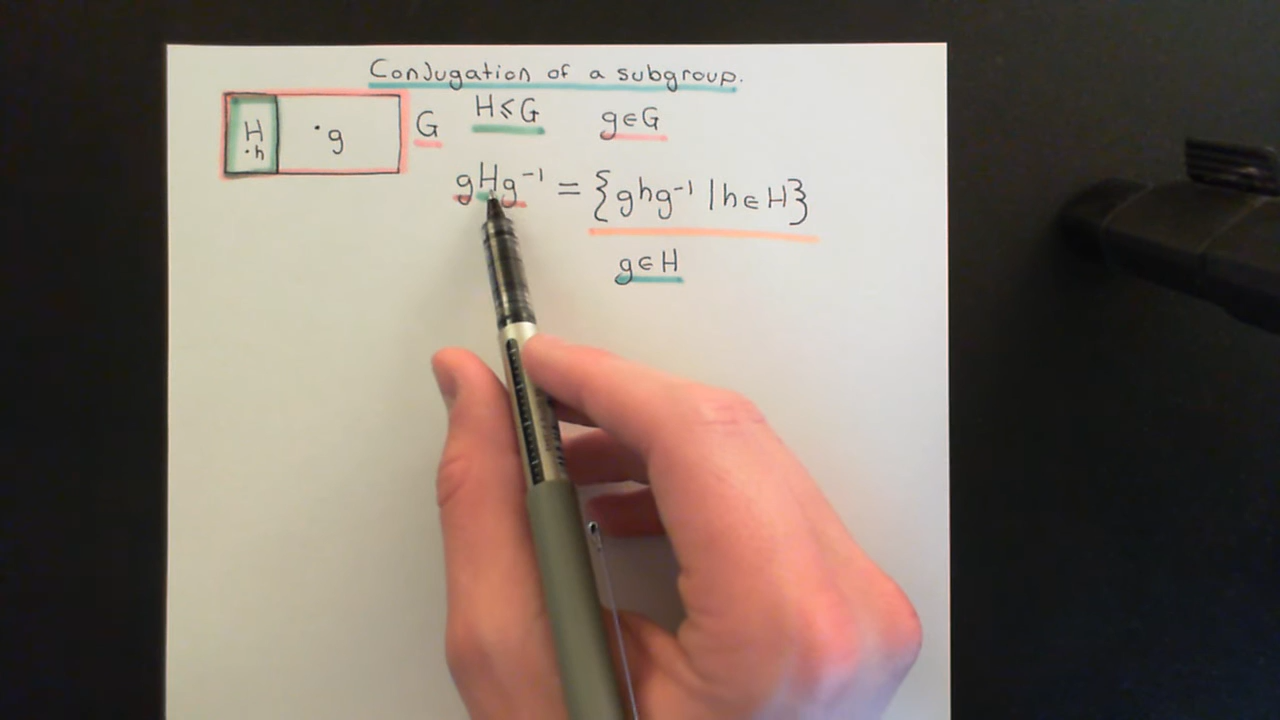 Conjugation of a subgroup.
H ·h ·g G H≤G g∈G
gHg⁻¹ = {ghg⁻¹ | h∈H}
g∈H